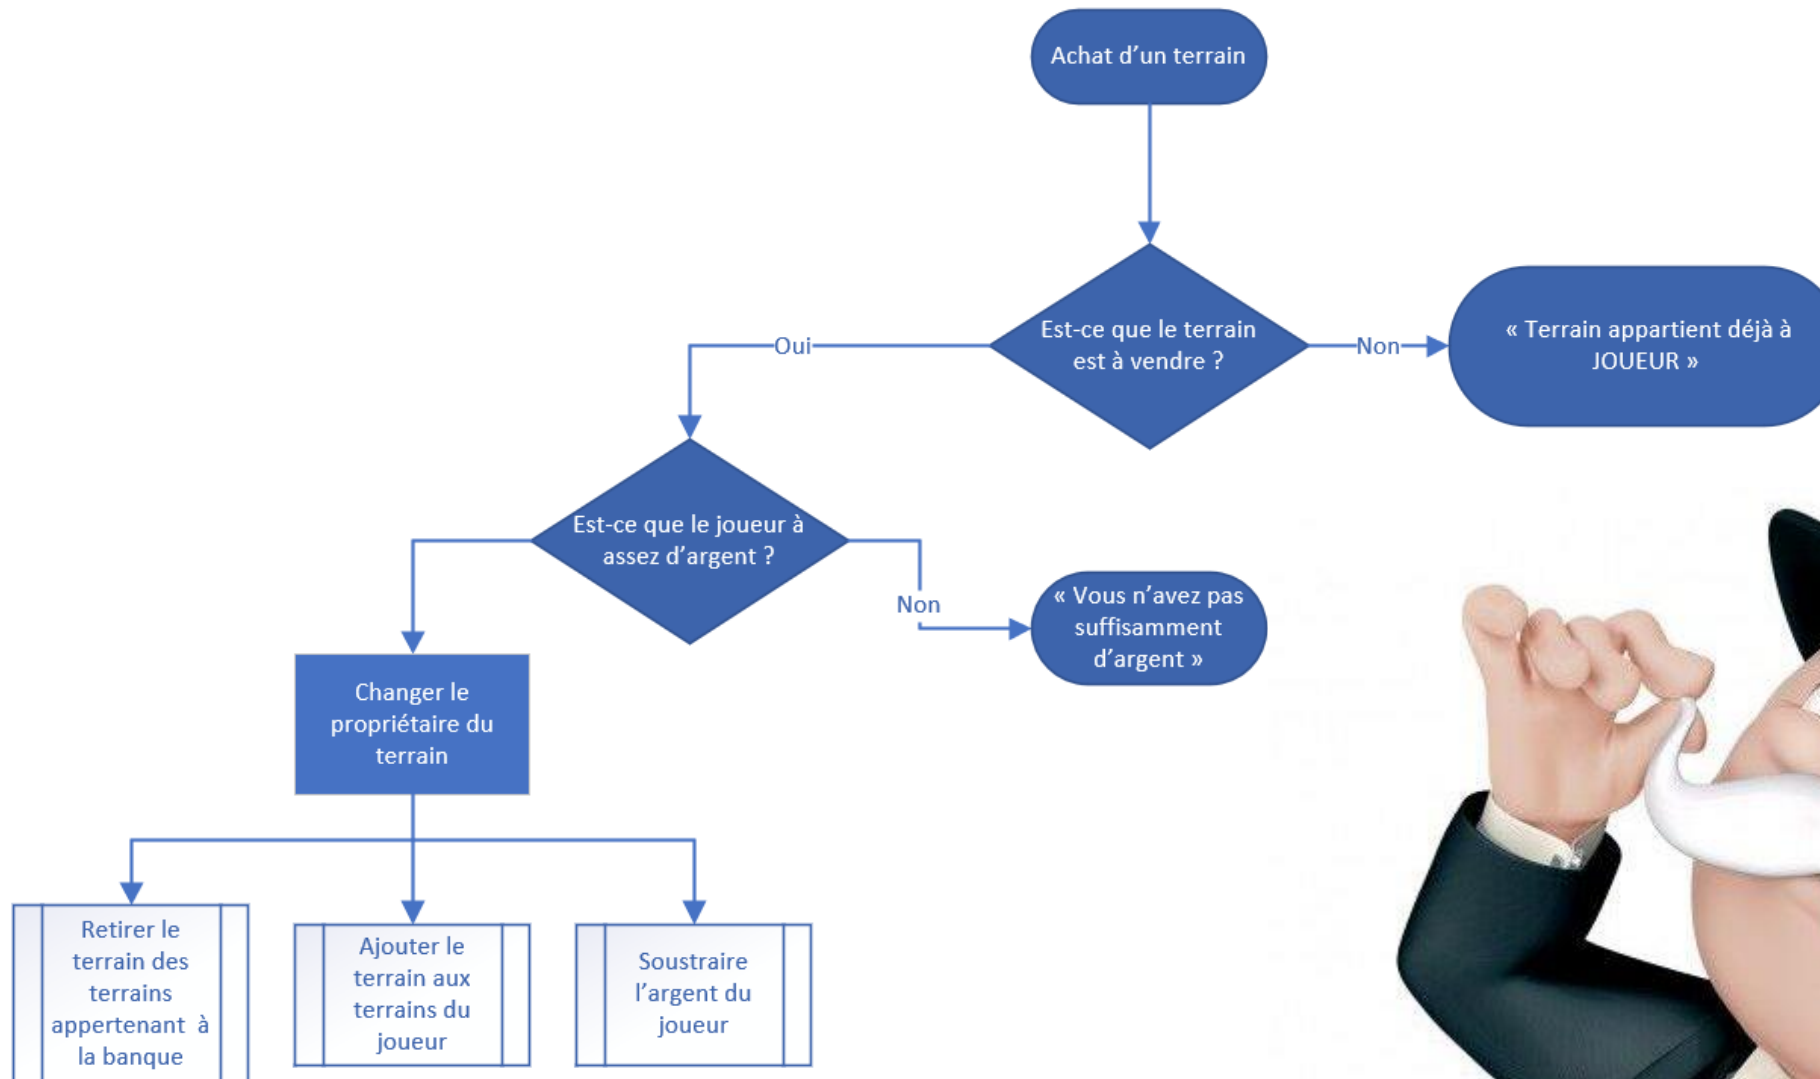 Achat d'un terrain
Est-ce que le terrain
est à vendre ?
Oui
Non
« Terrain appartient déjà à
JOUEUR »
Est-ce que le joueur à
assez d'argent ?
Non
« Vous n'avez pas
suffisamment
d'argent »
Changer le
propriétaire du
terrain
Retirer le
terrain des
terrains
appertenant à
la banque
Ajouter le
terrain aux
terrains du
joueur
Soustraire
l'argent du
joueur